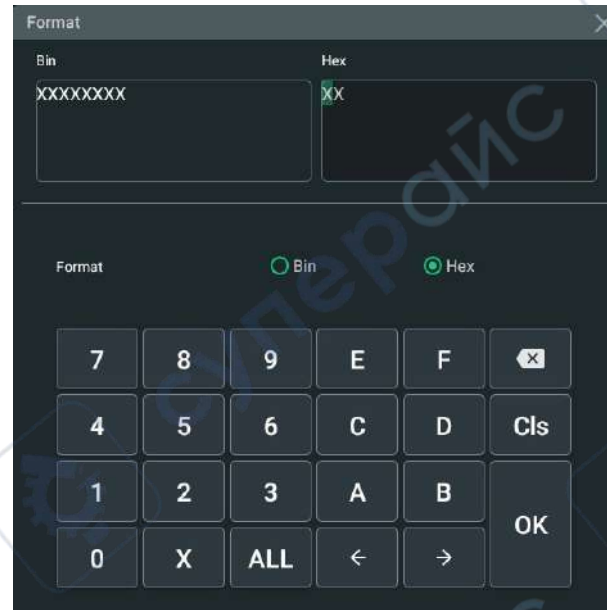 Format
Bin Hex
XXXXXXXX XX
Format Bin Hex
7 8 9 E F
4 5 6 C D Cls
1 2 3 A B
OK
0 X ALL ← →
суперайс